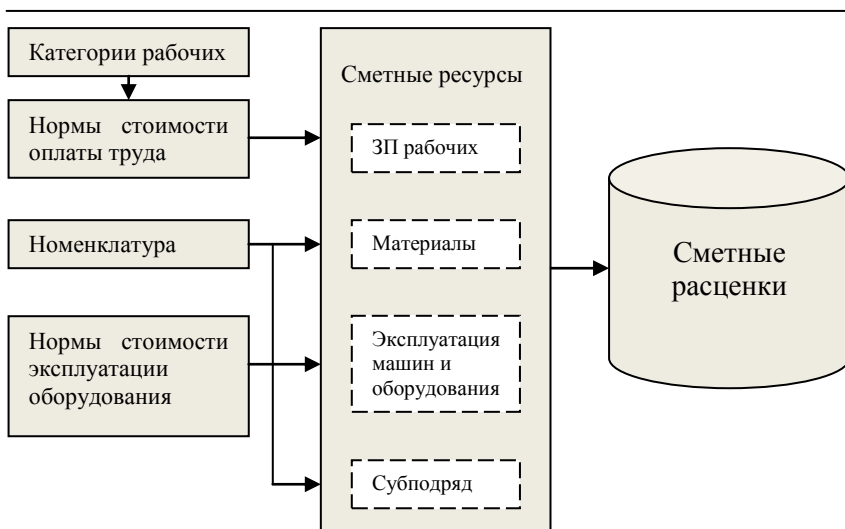 Категории рабочих
Нормы стоимости
оплаты труда
Номенклатура
Нормы стоимости
эксплуатации
оборудования
Сметные ресурсы
ЗП рабочих
Материалы
Эксплуатация
машин и
оборудования
Субподряд
Сметные
расценки